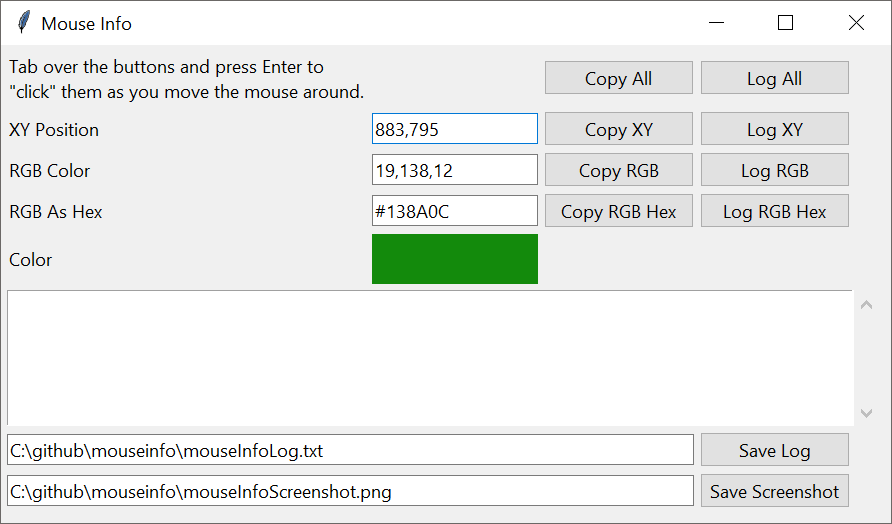 Mouse Info
Tab over the buttons and press Enter to
"click" them as you move the mouse around.
Copy All
Log All
XY Position
883,795
Copy XY
Log XY
RGB Color
19,138,12
Copy RGB
Log RGB
RGB As Hex
#138A0C
Copy RGB Hex
Log RGB Hex
Color
C:\github\mouseinfo\mouseInfoLog.txt
Save Log
C:\github\mouseinfo\mouseInfoScreenshot.png
Save Screenshot